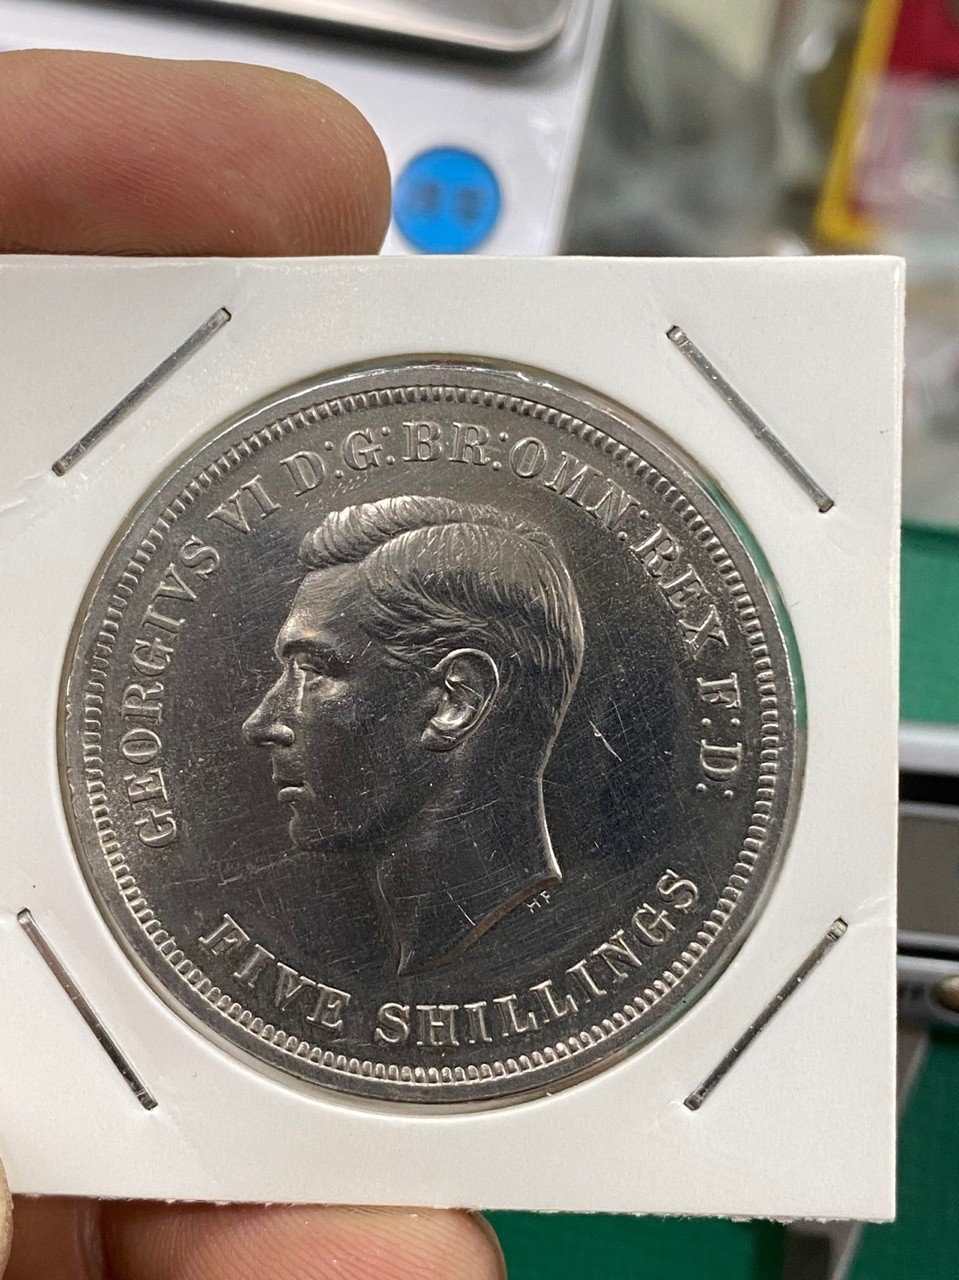 GEORGIVS VI D:G:BR:OMN:REX F:D:
FIVE SHILLINGS
HP